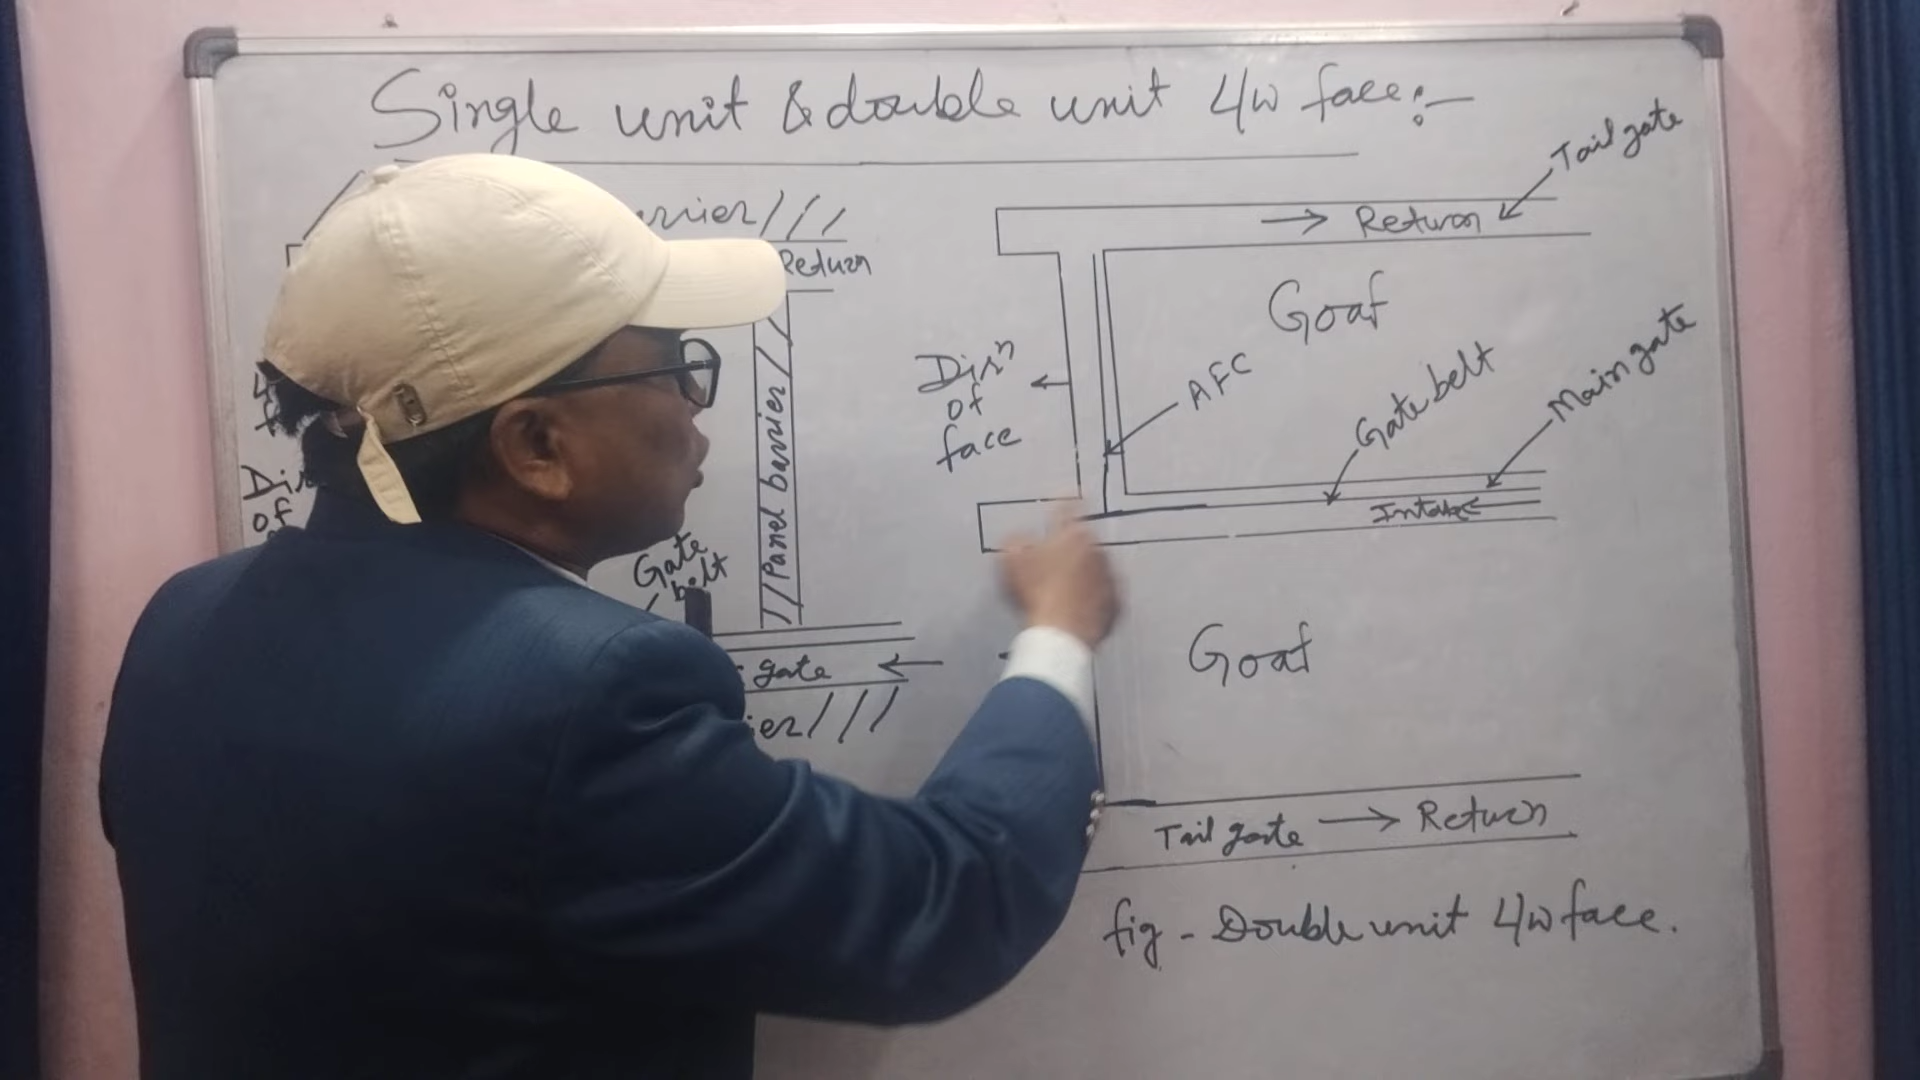 Single unit & double unit LW face:-
Return
Panel barrier
Gate
belt
gate
Tail gate
Return
Goaf
Dirⁿ
of
face
AFC
Gate belt
Main gate
Intake
Goaf
Tail gate → Return
fig - Double unit LW face.